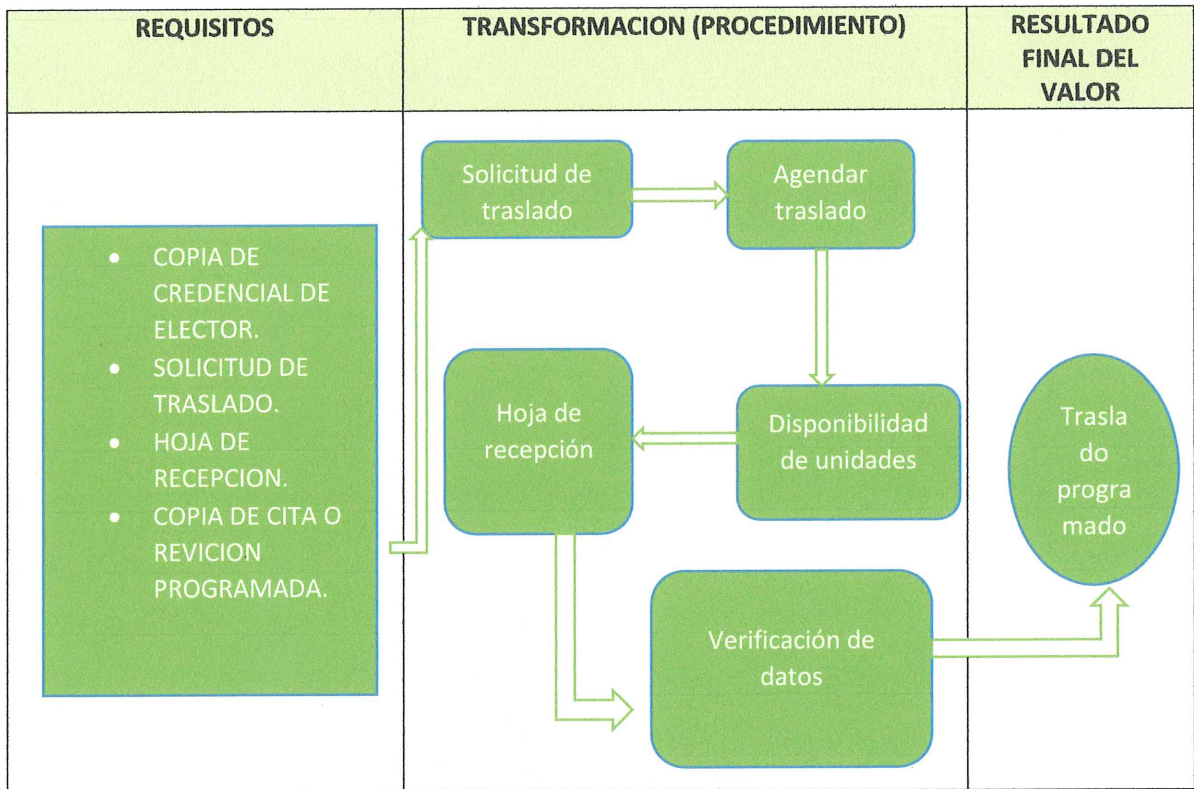 REQUISITOS
TRANSFORMACION (PROCEDIMIENTO)
RESULTADO
FINAL DEL
VALOR
• COPIA DE
CREDENCIAL DE
ELECTOR.
• SOLICITUD DE
TRASLADO.
• HOJA DE
RECEPCION.
• COPIA DE CITA O
REVICION
PROGRAMADA.
Solicitud de
traslado
Agendar
traslado
Disponibilidad
de unidades
Hoja de
recepción
Verificación de
datos
Trasla
do
progra
mado